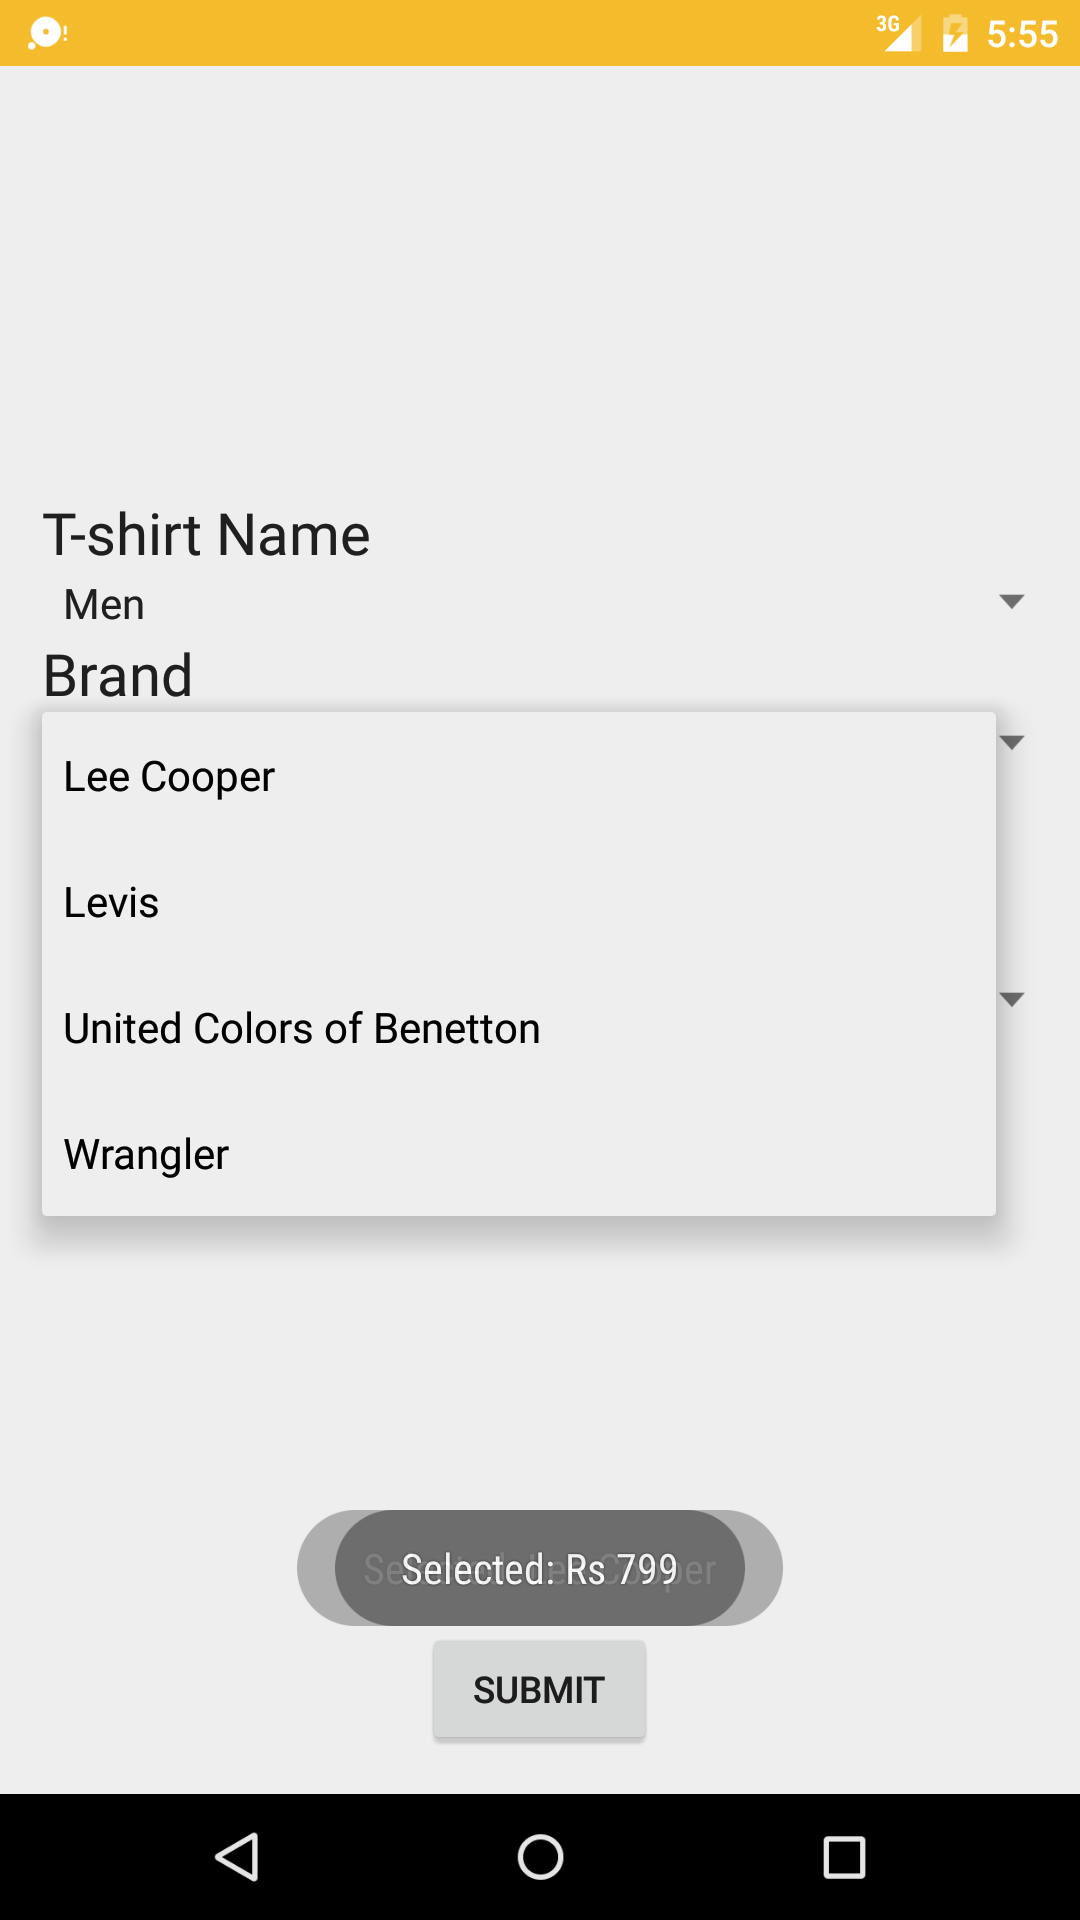 3G 5:55
T-shirt Name
Men
Brand
Lee Cooper
Levis
United Colors of Benetton
Wrangler
Selected: Rs 799
SUBMIT